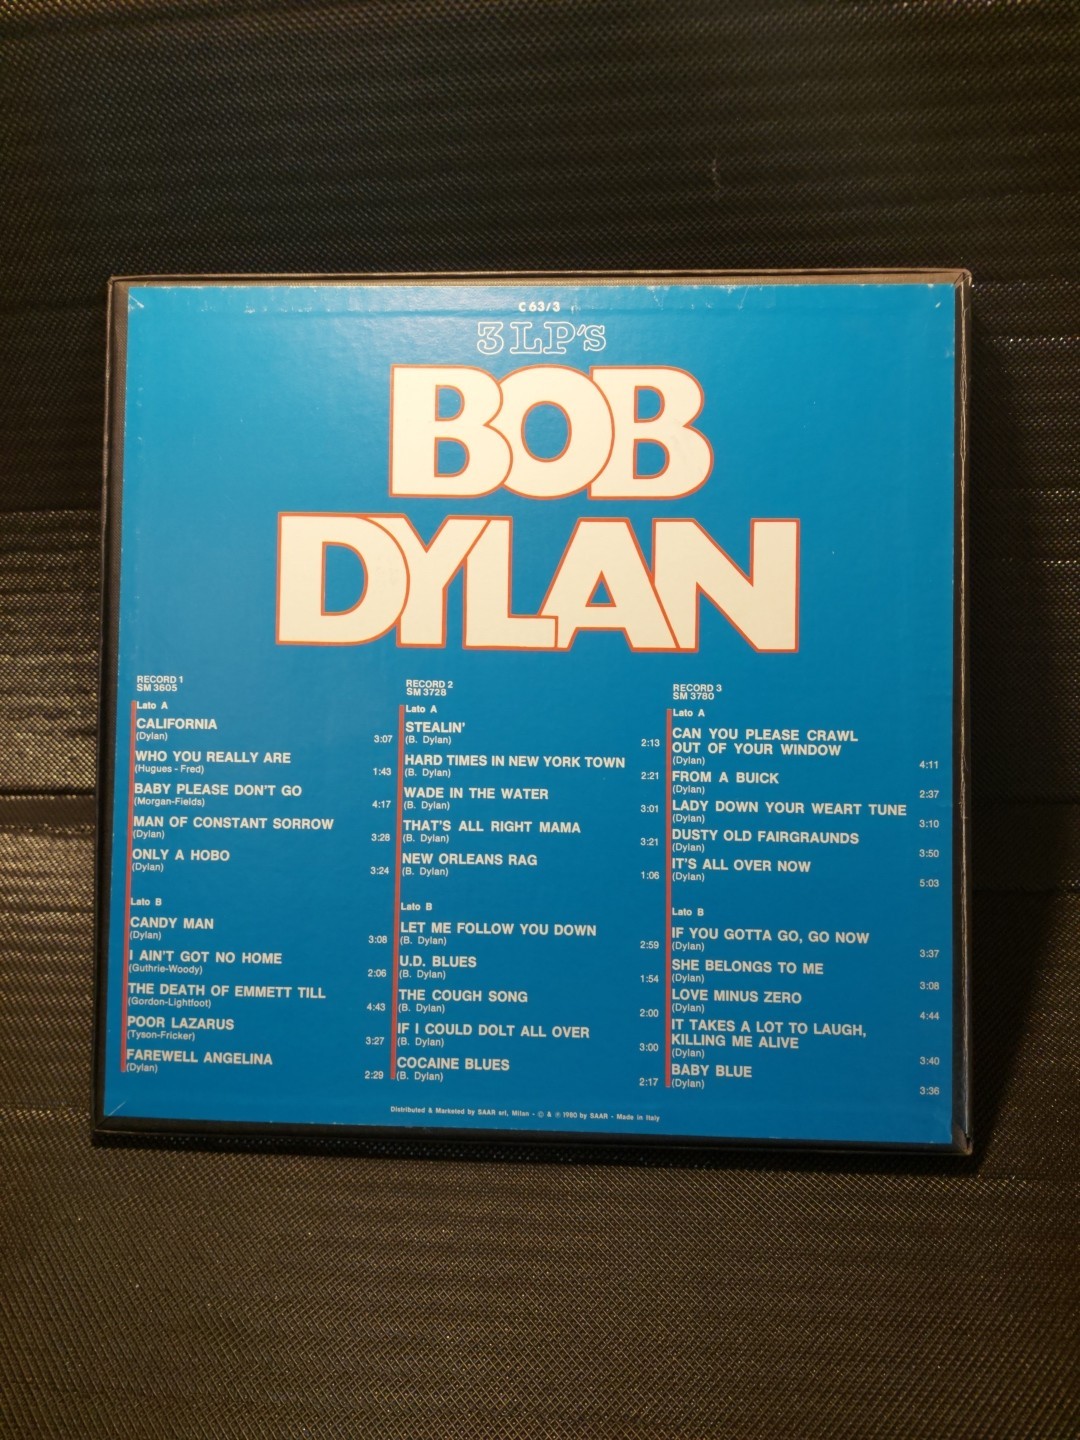 C 63/3
3 LP's
BOB
DYLAN
RECORD 1
SM 3605
Lato A
CALIFORNIA
(Dylan) 3:07
WHO YOU REALLY ARE
(Hugues - Fred) 1:43
BABY PLEASE DON'T GO
(Morgan-Fields) 4:17
MAN OF CONSTANT SORROW
(Dylan) 3:28
ONLY A HOBO
(Dylan) 3:24
Lato B
CANDY MAN
(Dylan) 3:08
I AIN'T GOT NO HOME
(Guthrie-Woody) 2:06
THE DEATH OF EMMETT TILL
(Gordon-Lightfoot) 4:43
POOR LAZARUS
(Tyson-Fricker) 3:27
FAREWELL ANGELINA
(Dylan) 2:29
RECORD 2
SM 3728
Lato A
STEALIN'
(B. Dylan) 2:13
HARD TIMES IN NEW YORK TOWN
(B. Dylan) 2:21
WADE IN THE WATER
(B. Dylan) 3:01
THAT'S ALL RIGHT MAMA
(B. Dylan) 3:21
NEW ORLEANS RAG
(B. Dylan) 1:06
Lato B
LET ME FOLLOW YOU DOWN
(B. Dylan) 2:59
U.D. BLUES
(B. Dylan) 1:54
THE COUGH SONG
(B. Dylan) 2:00
IF I COULD DOLT ALL OVER
(B. Dylan) 3:00
COCAINE BLUES
(B. Dylan) 2:17
RECORD 3
SM 3780
Lato A
CAN YOU PLEASE CRAWL
OUT OF YOUR WINDOW
(Dylan) 4:11
FROM A BUICK
(Dylan) 2:37
LADY DOWN YOUR WEART TUNE
(Dylan) 3:10
DUSTY OLD FAIRGRAUNDS
(Dylan) 3:50
IT'S ALL OVER NOW
(Dylan) 5:03
Lato B
IF YOU GOTTA GO, GO NOW
(Dylan) 3:37
SHE BELONGS TO ME
(Dylan) 3:08
LOVE MINUS ZERO
(Dylan) 4:44
IT TAKES A LOT TO LAUGH,
KILLING ME ALIVE
(Dylan) 3:40
BABY BLUE
(Dylan) 3:36
Distributed & Marketed by SAAR srl, Milan - © & ℗ 1980 by SAAR - Made in Italy